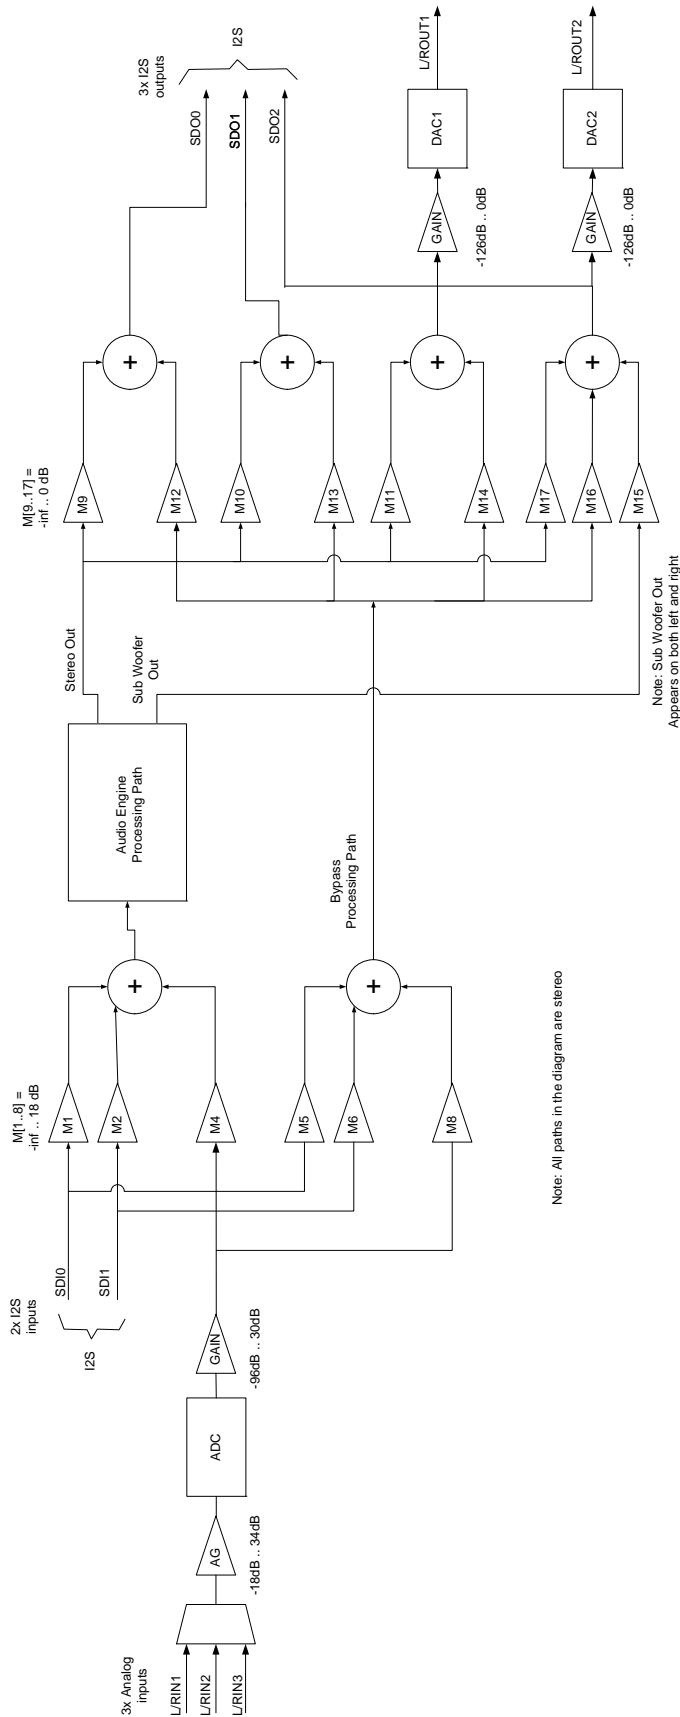 3x Analog
inputs
L/RIN1
L/RIN2
L/RIN3
AG
-18dB .. 34dB
ADC
GAIN
-96dB .. 30dB
2x I2S
inputs
I2S
SDI0
SDI1
M[1..8] =
-inf .. 18 dB
M1
M2
M4
M5
M6
M8
+
+
Note: All paths in the diagram are stereo
Audio Engine
Processing Path
Bypass
Processing Path
Stereo Out
Sub Woofer
Out
M[9..17] =
-inf .. 0 dB
M9
M12
M10
M13
M11
M14
M17
M16
M15
Note: Sub Woofer Out
Appears on both left and right
+
+
+
+
GAIN
-126dB .. 0dB
GAIN
-126dB .. 0dB
DAC1
DAC2
SDO0
SDO1
SDO2
3x I2S
outputs
I2S
L/ROUT1
L/ROUT2